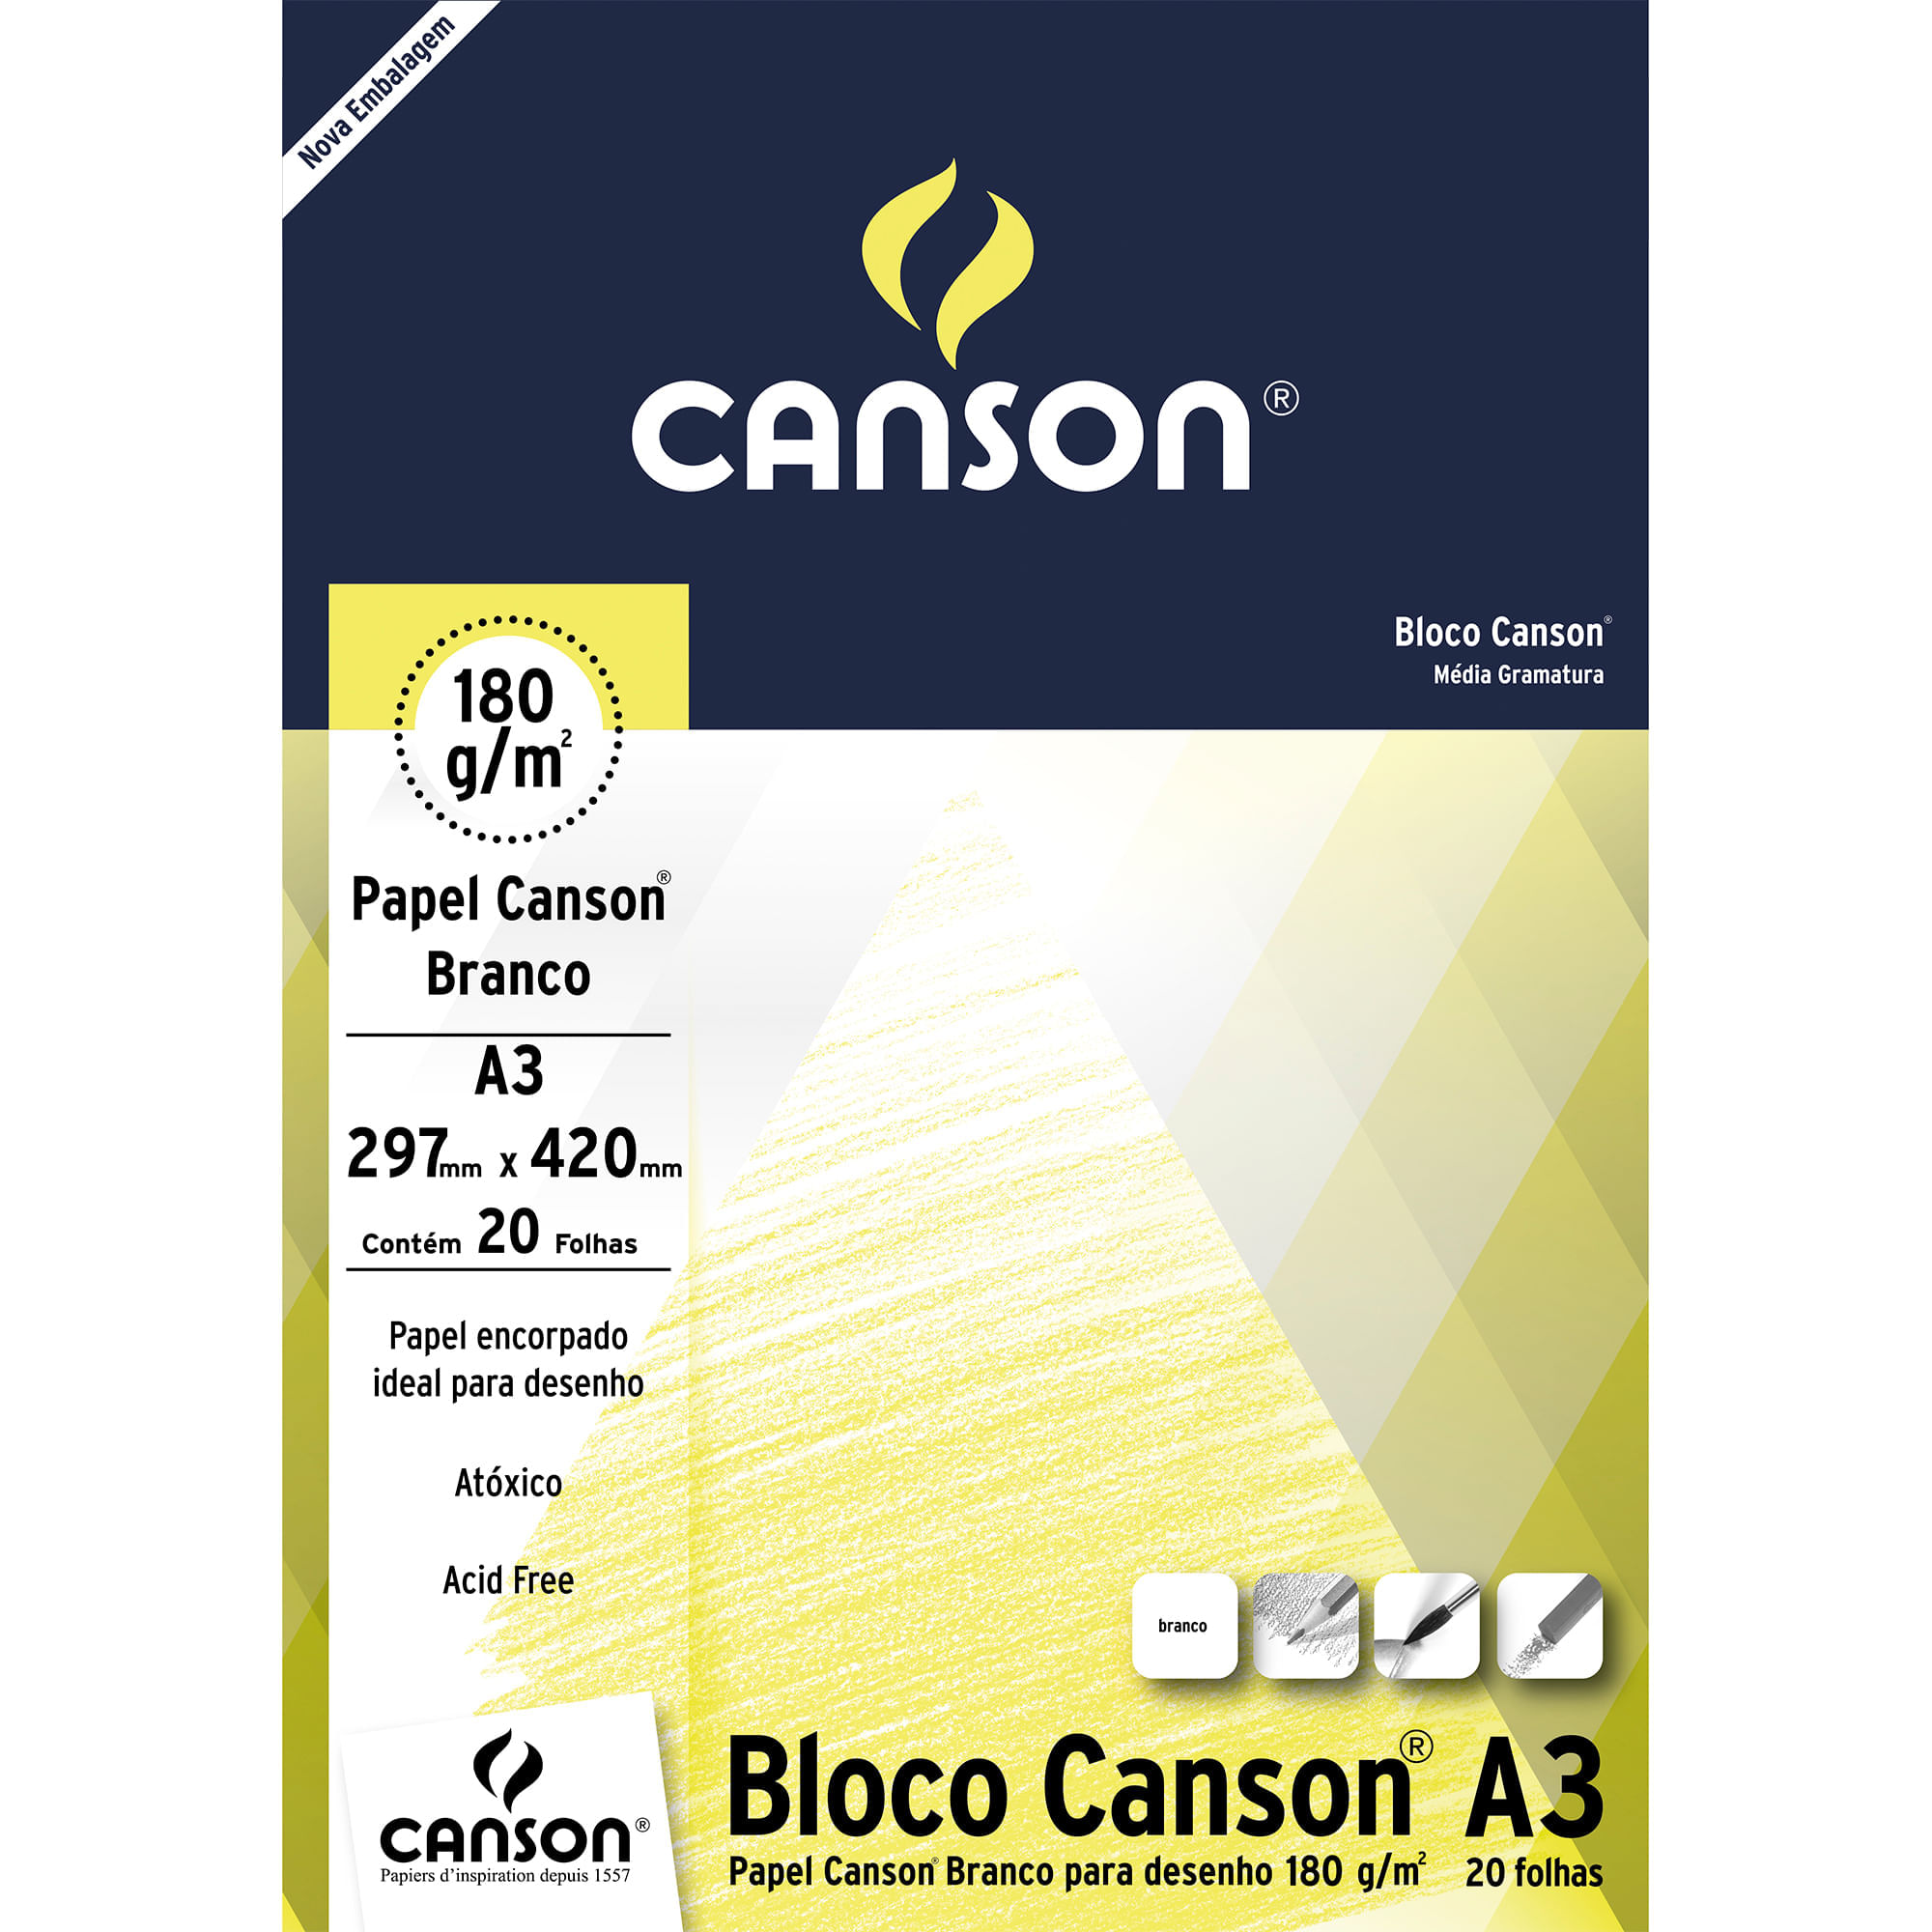 Nova Embalagem
CANSON®
Bloco Canson®
Média Gramatura
180
g/m²
Papel Canson®
Branco
A3
297mm x 420mm
Contém 20 Folhas
Papel encorpado
ideal para desenho
Atóxico
Acid Free
branco
CANSON®
Papiers d'inspiration depuis 1557
Bloco Canson® A3
Papel Canson® Branco para desenho 180 g/m² 20 folhas